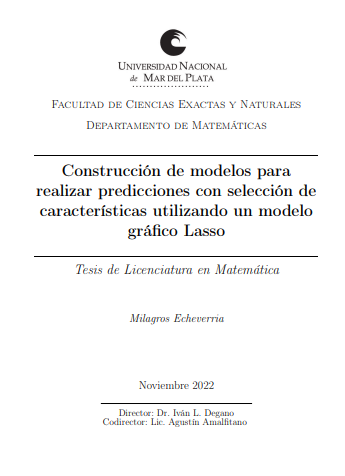 UNIVERSIDAD NACIONAL
de MAR DEL PLATA
FACULTAD DE CIENCIAS EXACTAS Y NATURALES
DEPARTAMENTO DE MATEMÁTICAS
Construcción de modelos para
realizar predicciones con selección de
características utilizando un modelo
gráfico Lasso
Tesis de Licenciatura en Matemática
Milagros Echeverria
Noviembre 2022
Director: Dr. Iván L. Degano
Codirector: Lic. Agustín Amalfitano